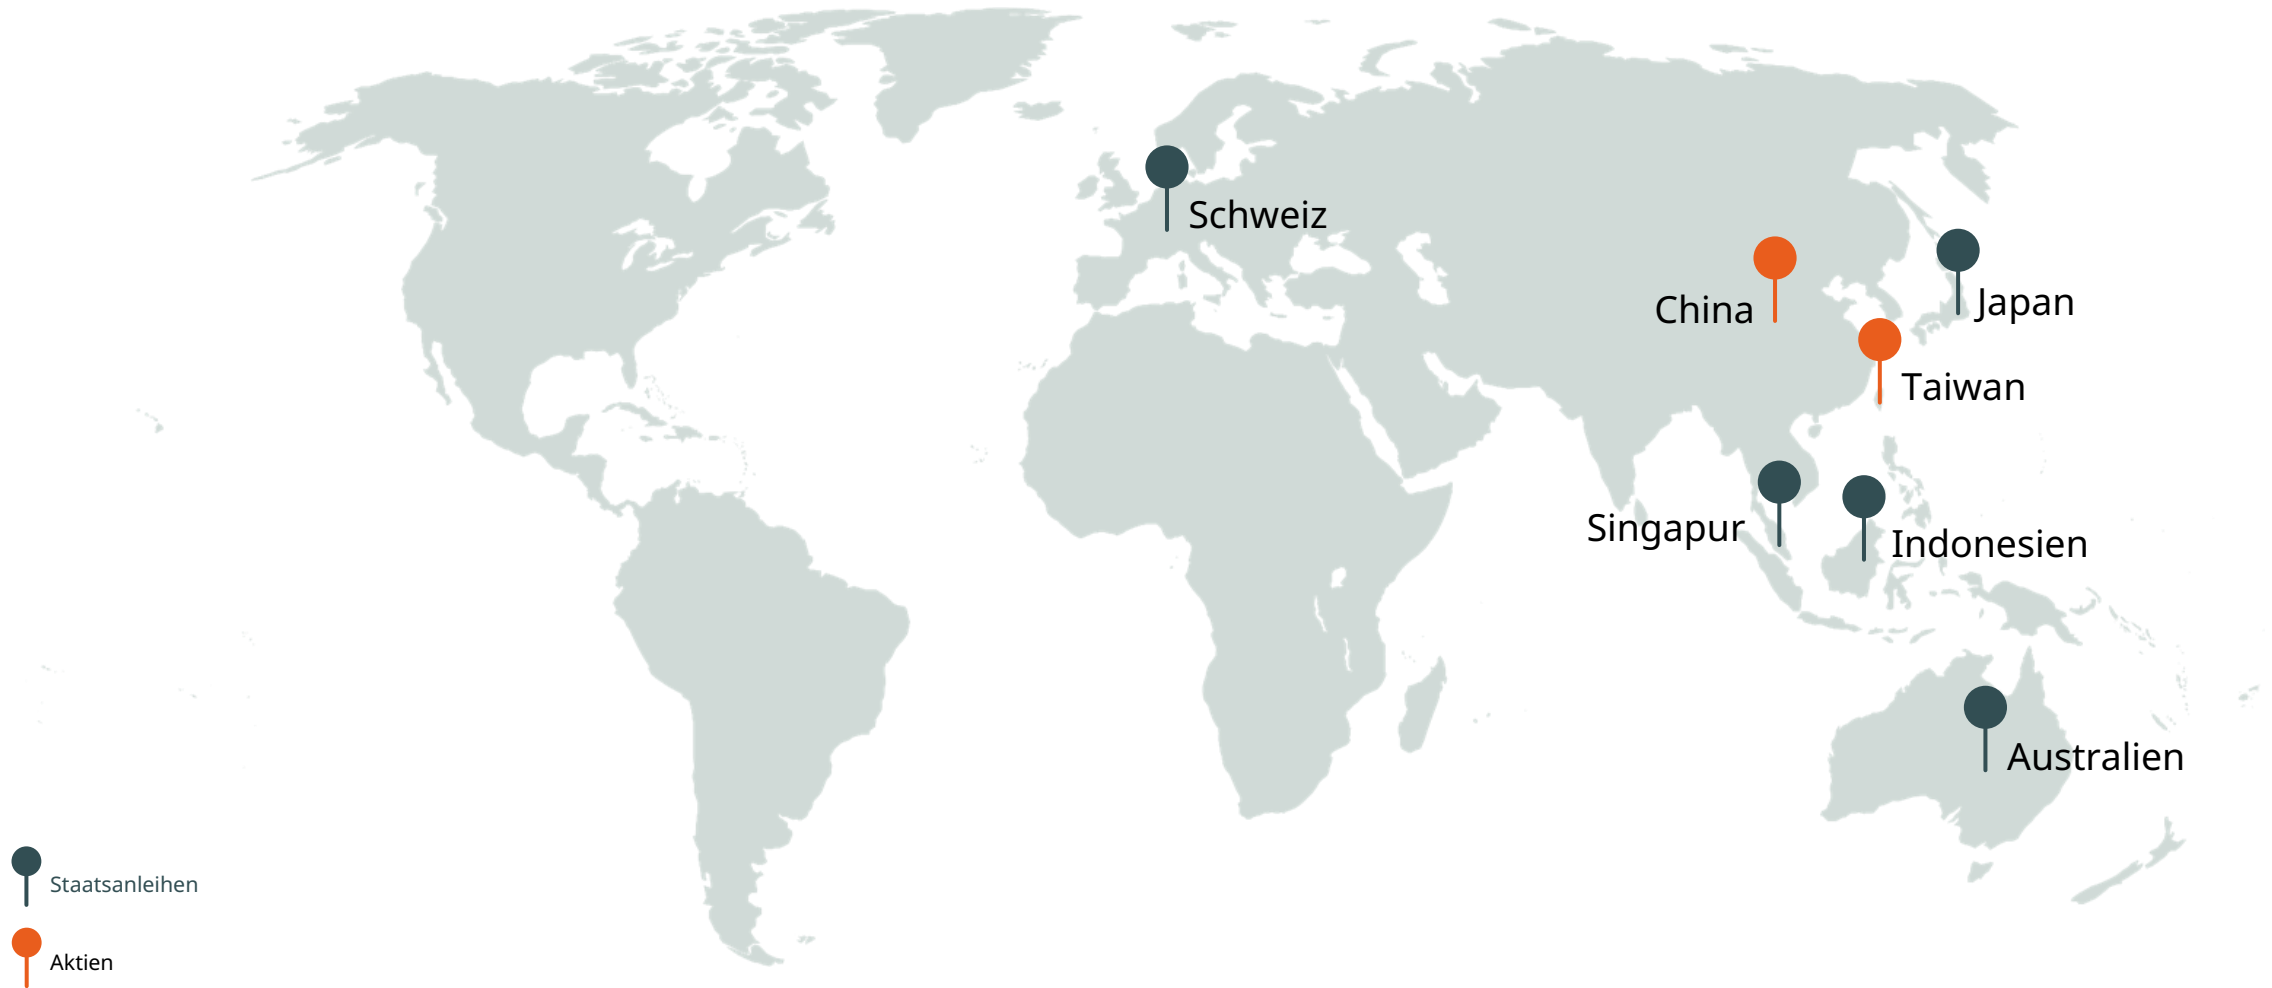 Schweiz
China
Japan
Taiwan
Singapur
Indonesien
Australien
Staatsanleihen
Aktien